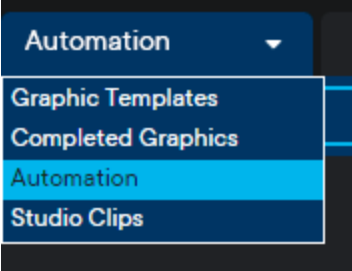 Automation
Graphic Templates
Completed Graphics
Automation
Studio Clips